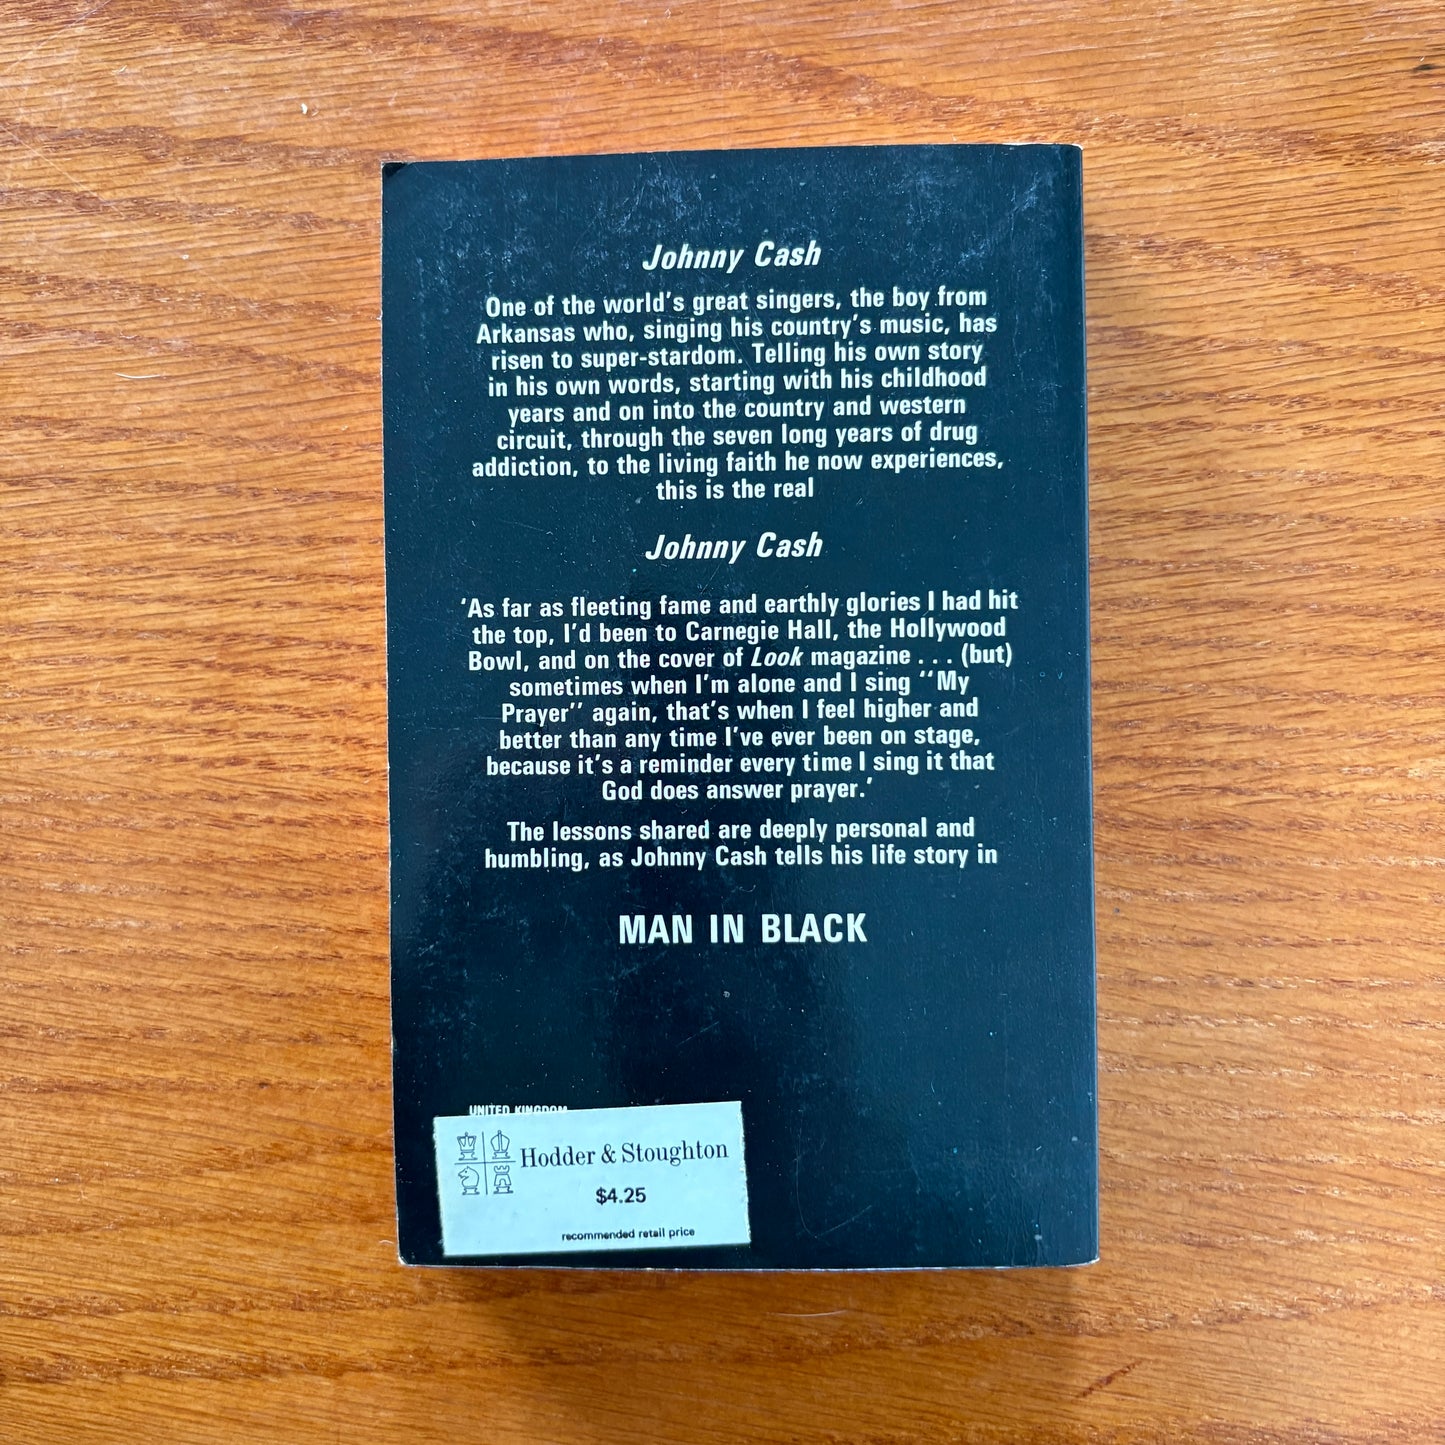 Johnny Cash
One of the world's great singers, the boy from
Arkansas who, singing his country's music, has
risen to super-stardom. Telling his own story
in his own words, starting with his childhood
years and on into the country and western
circuit, through the seven long years of drug
addiction, to the living faith he now experiences,
this is the real
Johnny Cash
'As far as fleeting fame and earthly glories I had hit
the top, I'd been to Carnegie Hall, the Hollywood
Bowl, and on the cover of Look magazine . . . (but)
sometimes when I'm alone and I sing "My
Prayer" again, that's when I feel higher and
better than any time I've ever been on stage,
because it's a reminder every time I sing it that
God does answer prayer.'
The lessons shared are deeply personal and
humbling, as Johnny Cash tells his life story in
MAN IN BLACK
UNITED KINGDOM
Hodder & Stoughton
$4.25
recommended retail price